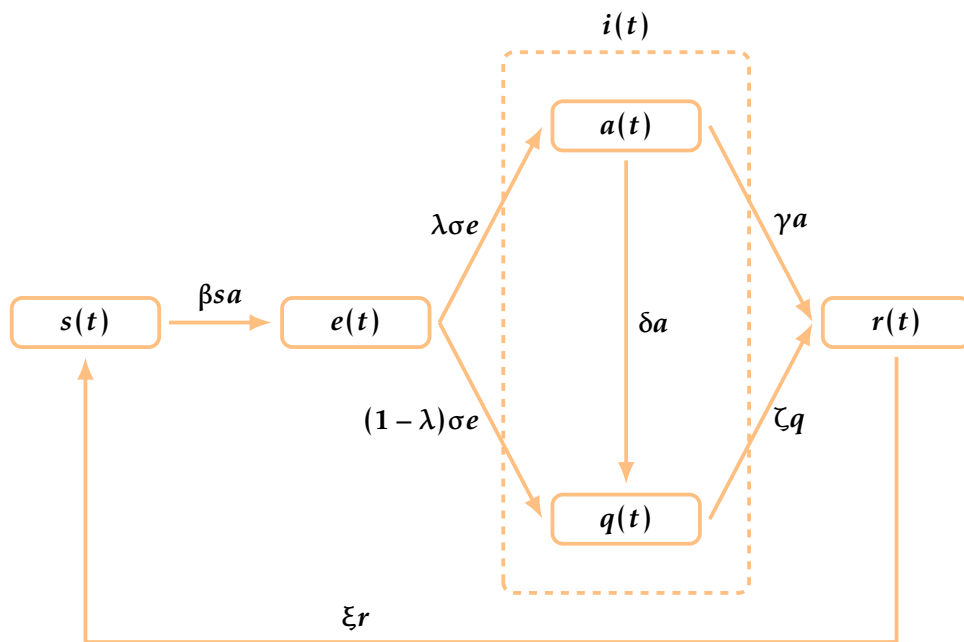 i(t)
a(t)
λσe
γa
βsa
s(t)
e(t)
δa
r(t)
(1 − λ)σe
ζq
q(t)
ξr